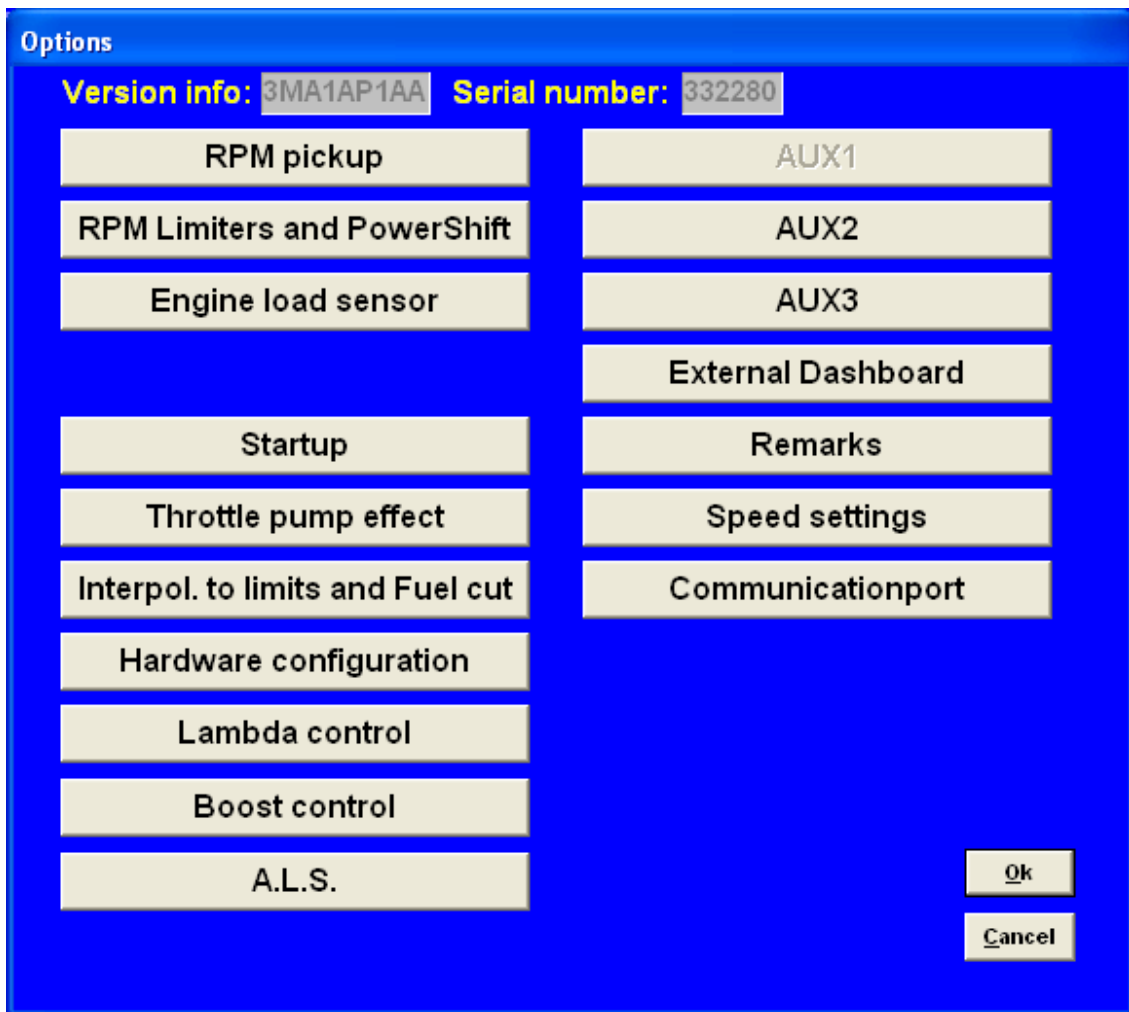 Options
Version info: 3MA1AP1AA Serial number: 332280
RPM pickup
RPM Limiters and PowerShift
Engine load sensor
Startup
Throttle pump effect
Interpol. to limits and Fuel cut
Hardware configuration
Lambda control
Boost control
A.L.S.
AUX1
AUX2
AUX3
External Dashboard
Remarks
Speed settings
Communicationport
Ok
Cancel